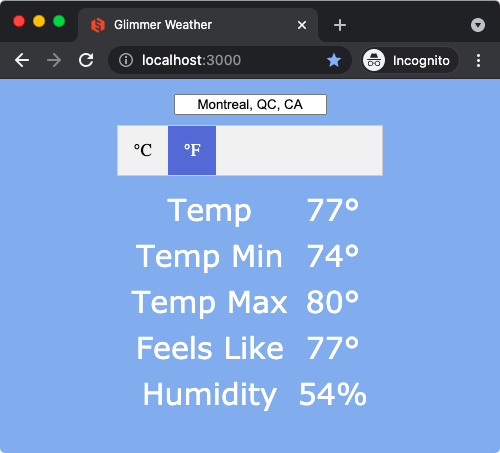 Glimmer Weather
localhost:3000
Incognito
Montreal, QC, CA
°C °F
Temp 77°
Temp Min 74°
Temp Max 80°
Feels Like 77°
Humidity 54%